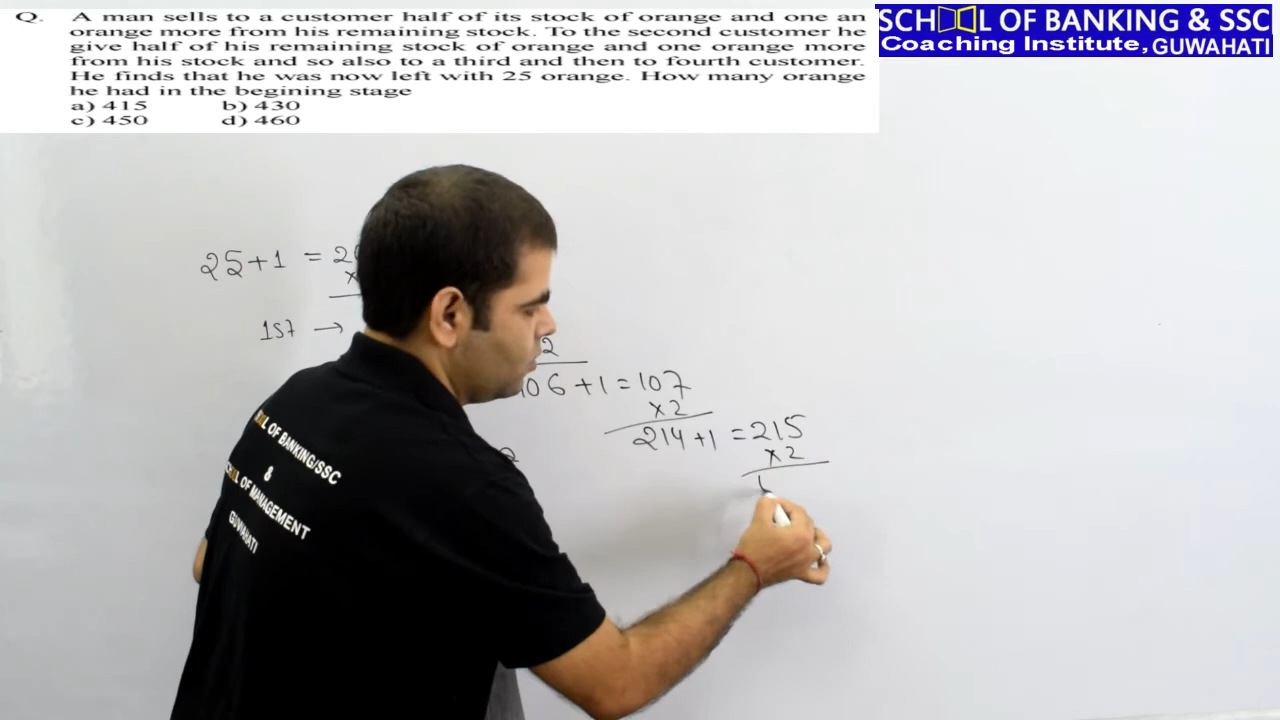 Q. A man sells to a customer half of its stock of orange and one an
orange more from his remaining stock. To the second customer he
give half of his remaining stock of orange and one orange more
from his stock and so also to a third and then to fourth customer.
He finds that he was now left with 25 orange. How many orange
he had in the begining stage
a) 415 b) 430
c) 450 d) 460
SCHOOL OF BANKING & SSC
Coaching Institute, GUWAHATI
25+1 = 2
x
1st →
2
106 +1 = 107
x2
214 +1 = 215
x2
OL OF BANKING/SSC
&
OL OF MANAGEMENT
GUWAHATI